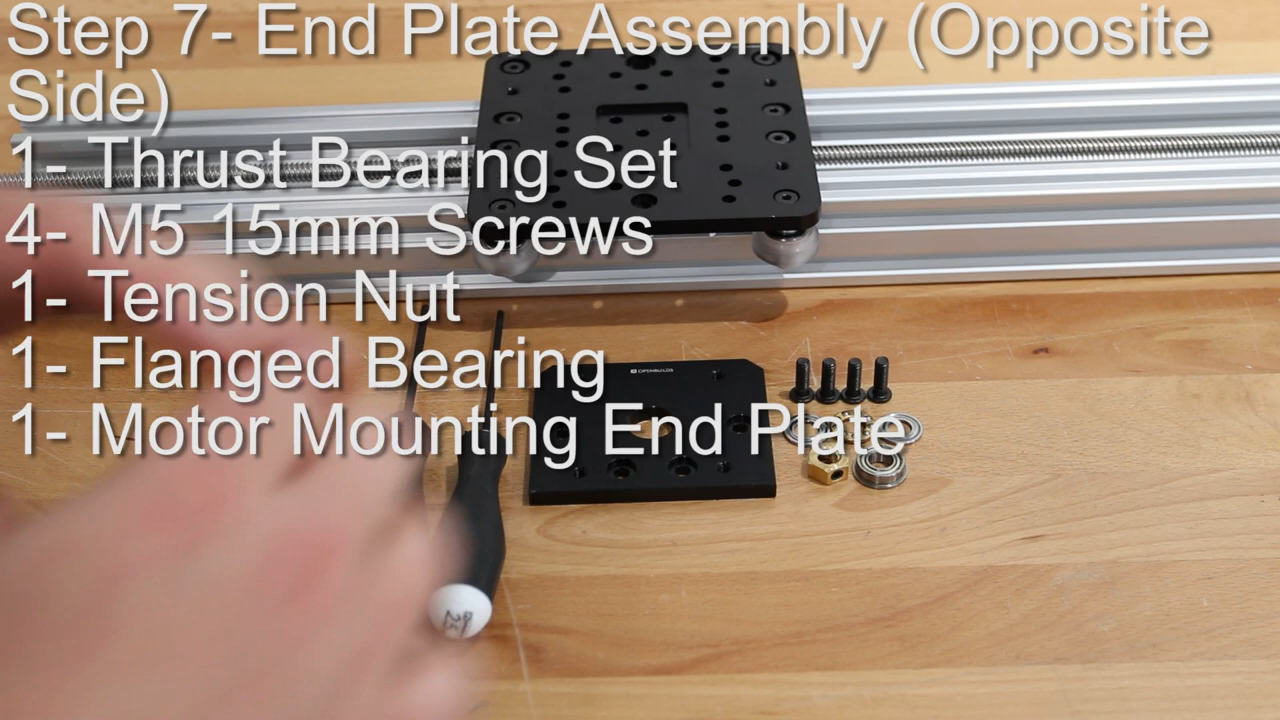 Step 7- End Plate Assembly (Opposite
Side)
1- Thrust Bearing Set
4- M5 15mm Screws
1- Tension Nut
1- Flanged Bearing
1- Motor Mounting End Plate
OPENBUILDS